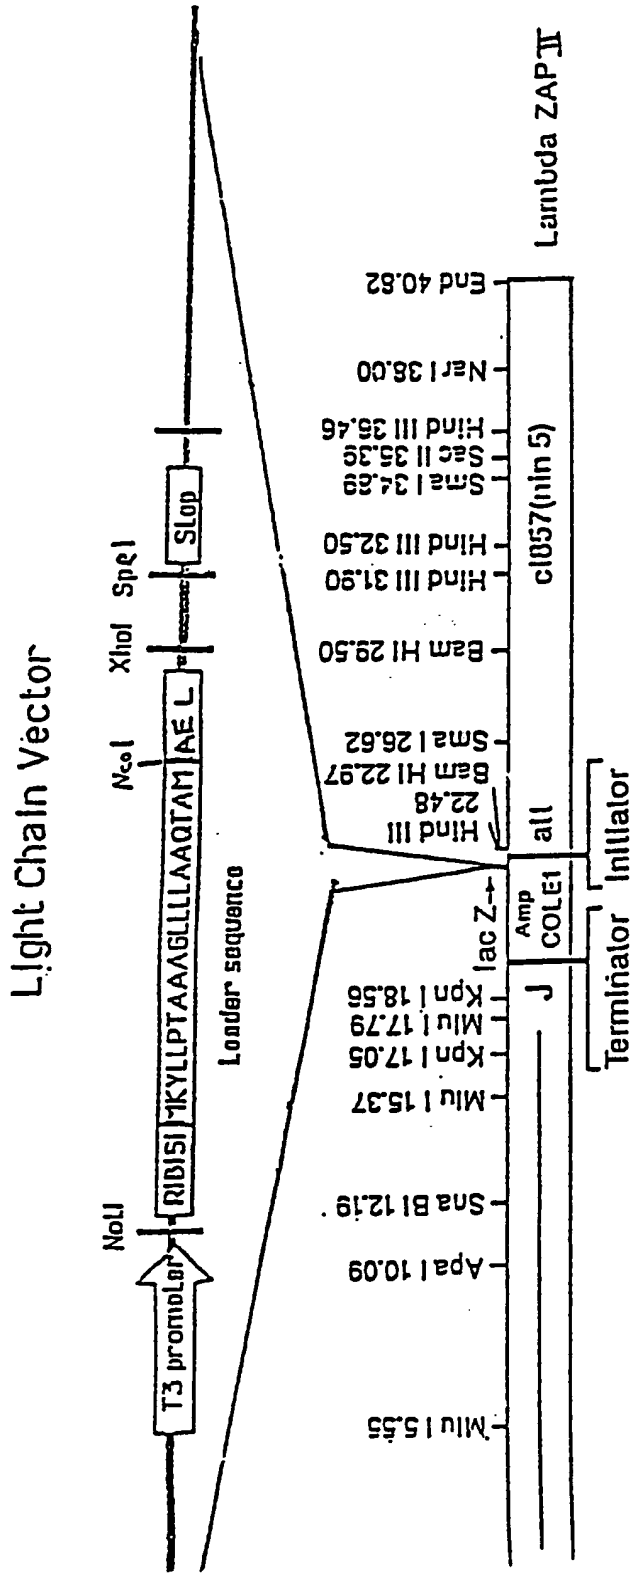 Light Chain Vector
NotI
NcoI
XhoI
SpeI
T3 promoter
RIBISI
MKYLLPTAAAGLLLLAAQTAM
AE L
Stop
Leader sequence
Mlu I 5.55
Apa I 10.09
Sna BI 12.19
Mlu I 15.37
Kpn I 17.05
Mlu I 17.79
Kpn I 18.56
lac Z→
Hind III
22.48
Bam HI 22.97
Sma I 26.62
Bam HI 29.50
Hind III 31.90
Hind III 32.50
Sma I 34.69
Sac II 35.39
Hind III 36.46
Nar I 38.00
End 40.82
J
Amp
COLE1
att
cI857(nin 5)
Lambda ZAP II
Terminator
Initiator